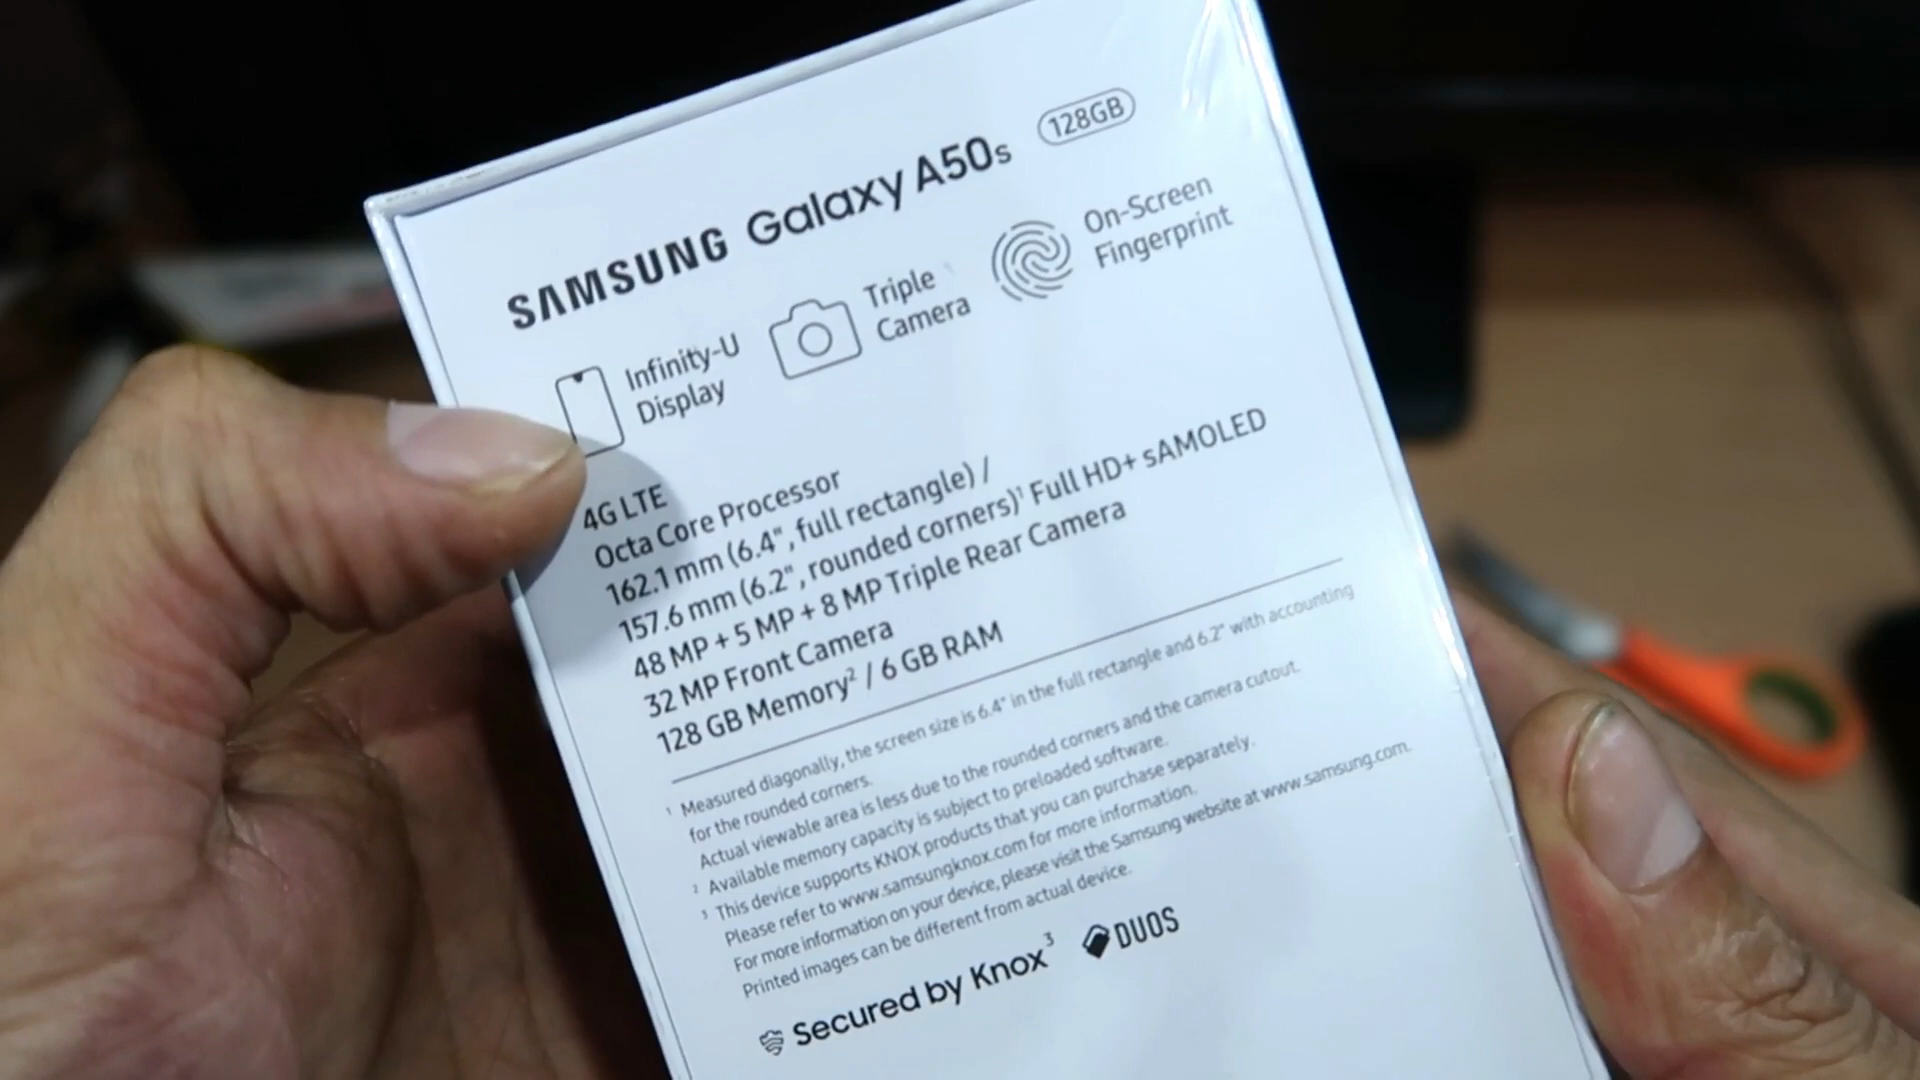 SAMSUNG Galaxy A50s 128GB
Infinity-U
Display
Triple
Camera
On-Screen
Fingerprint
4G LTE
Octa Core Processor
162.1 mm (6.4", full rectangle) /
157.6 mm (6.2", rounded corners)¹ Full HD+ sAMOLED
48 MP + 5 MP + 8 MP Triple Rear Camera
32 MP Front Camera
128 GB Memory² / 6 GB RAM
¹ Measured diagonally, the screen size is 6.4" in the full rectangle and 6.2" with accounting
for the rounded corners.
Actual viewable area is less due to the rounded corners and the camera cutout.
² Available memory capacity is subject to preloaded software.
³ This device supports KNOX products that you can purchase separately.
Please refer to www.samsungknox.com for more information.
For more information on your device, please visit the Samsung website at www.samsung.com.
Printed images can be different from actual device.
Secured by Knox³ DUOS